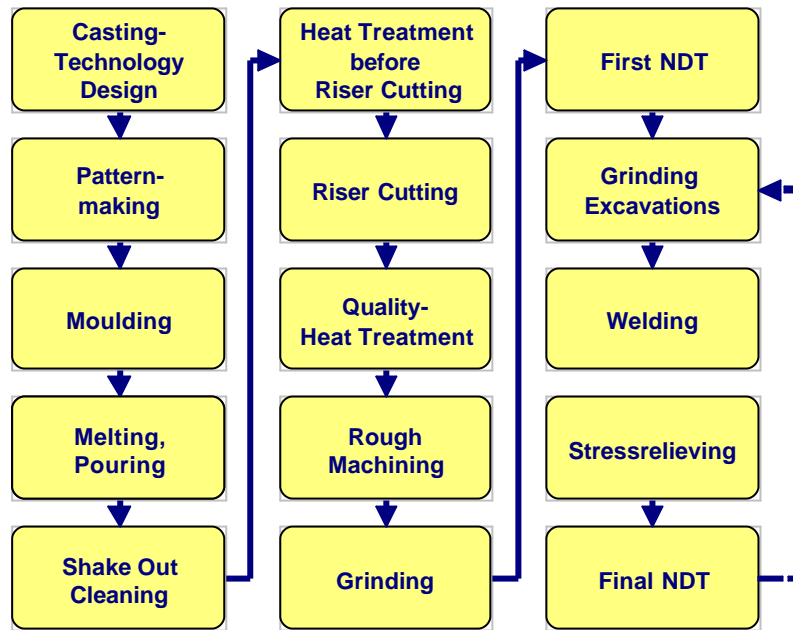 Casting-
Technology
Design
Pattern-
making
Moulding
Melting,
Pouring
Shake Out
Cleaning
Heat Treatment
before
Riser Cutting
Riser Cutting
Quality-
Heat Treatment
Rough
Machining
Grinding
First NDT
Grinding
Excavations
Welding
Stressrelieving
Final NDT